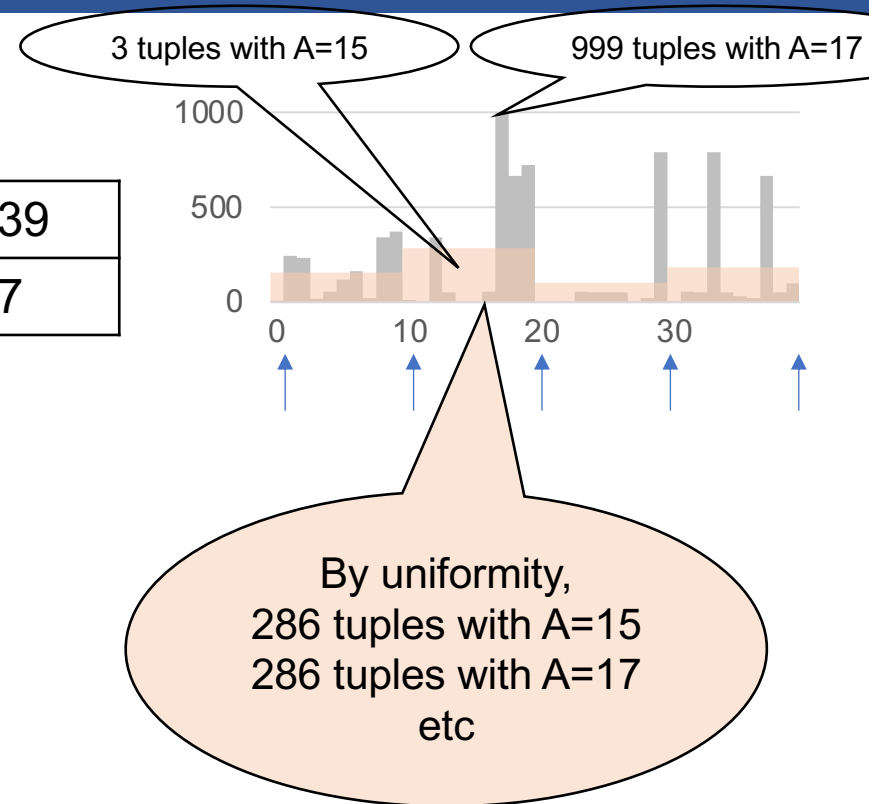 3 tuples with A=15
999 tuples with A=17
1000
500
0
0 10 20 30
39
7
By uniformity,
286 tuples with A=15
286 tuples with A=17
etc